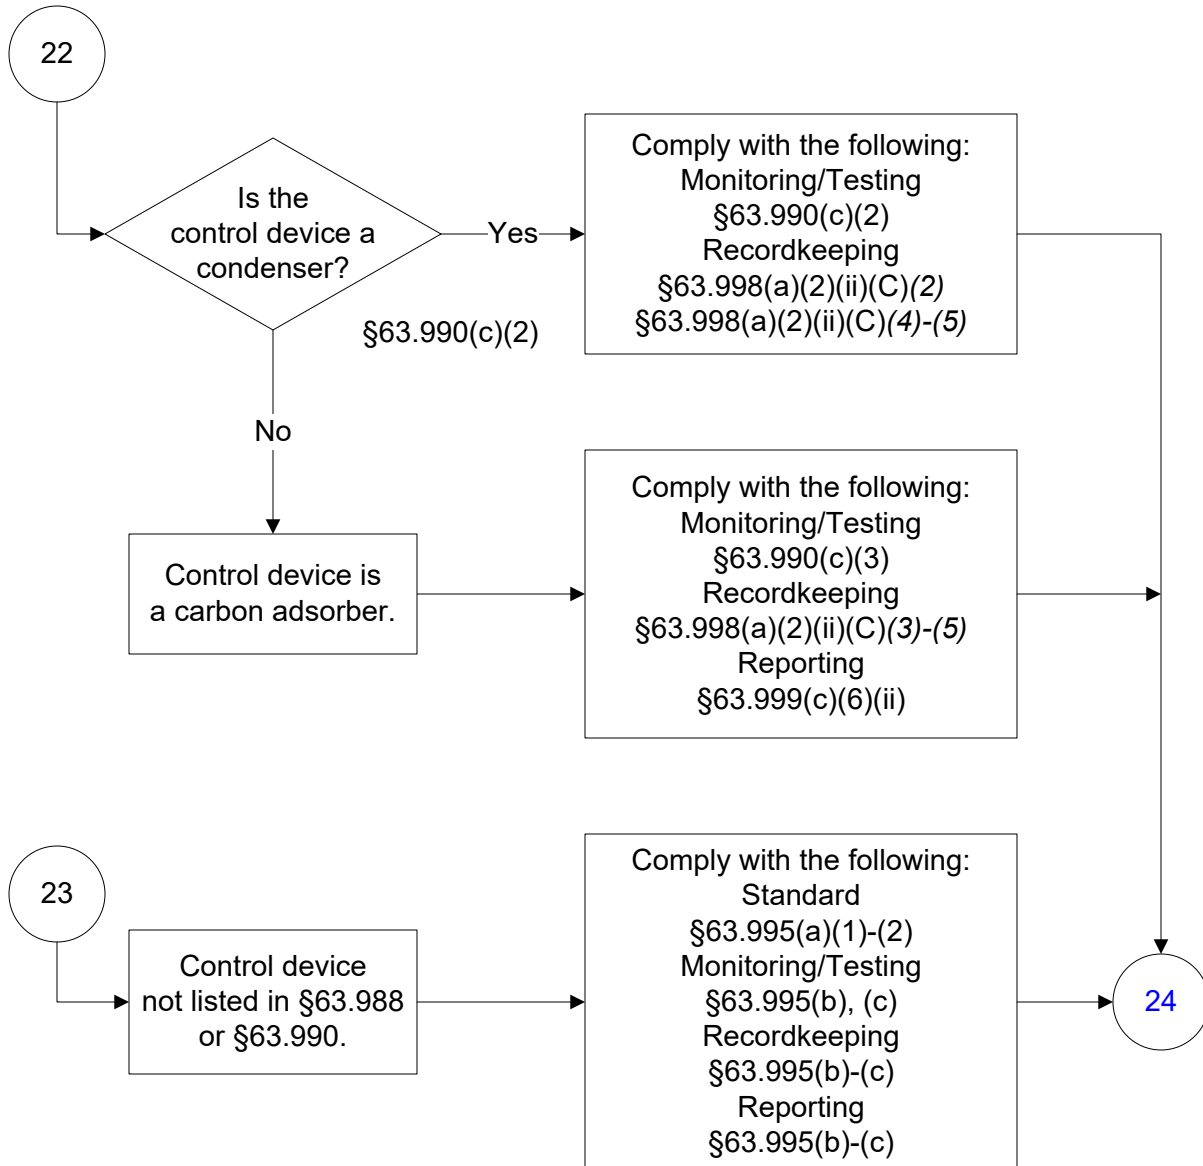 22
Is the
control device a
condenser?
Yes
§63.990(c)(2)
No
Comply with the following:
Monitoring/Testing
§63.990(c)(2)
Recordkeeping
§63.998(a)(2)(ii)(C)(2)
§63.998(a)(2)(ii)(C)(4)-(5)
Control device is
a carbon adsorber.
Comply with the following:
Monitoring/Testing
§63.990(c)(3)
Recordkeeping
§63.998(a)(2)(ii)(C)(3)-(5)
Reporting
§63.999(c)(6)(ii)
23
Control device
not listed in §63.988
or §63.990.
Comply with the following:
Standard
§63.995(a)(1)-(2)
Monitoring/Testing
§63.995(b), (c)
Recordkeeping
§63.995(b)-(c)
Reporting
§63.995(b)-(c)
24